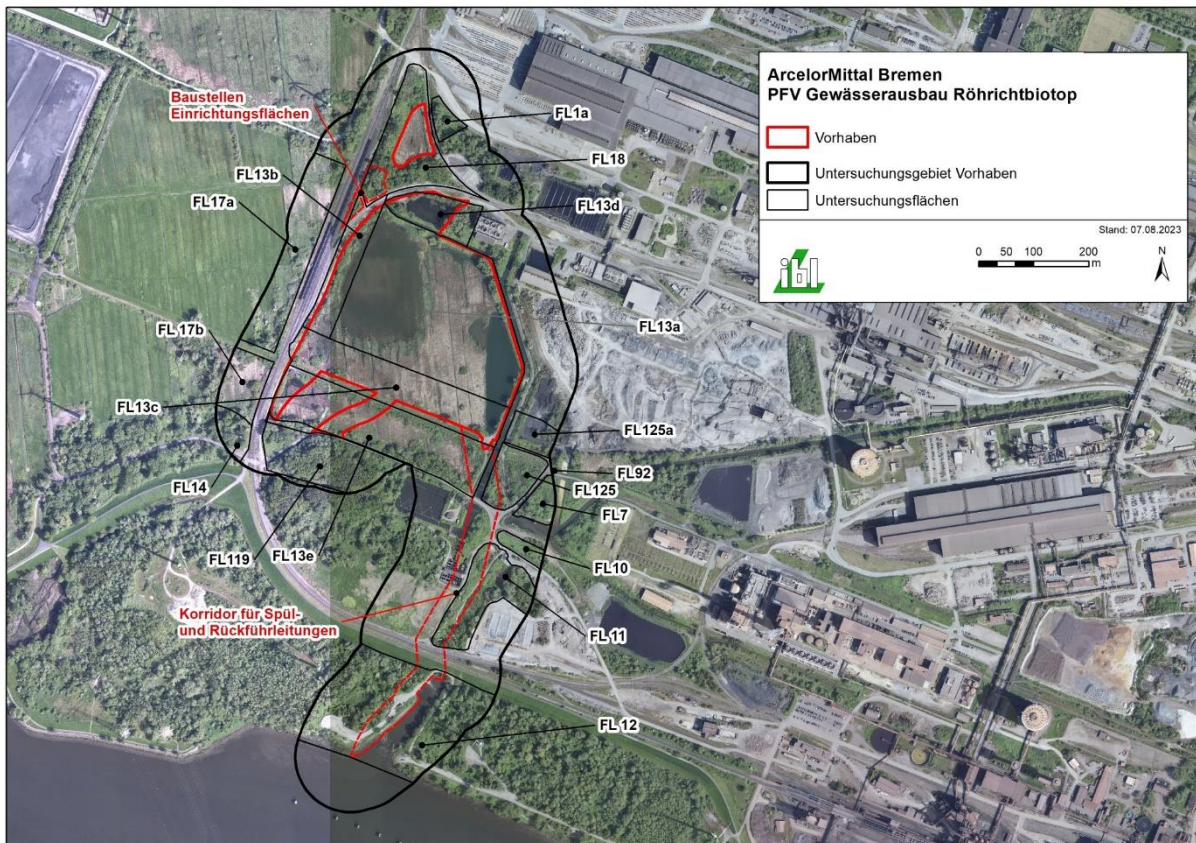 ArcelorMittal Bremen
PFV Gewässerausbau Röhrichtbiotop
Vorhaben
Untersuchungsgebiet Vorhaben
Untersuchungsflächen
Stand: 07.08.2023
ibl
0 50 100 200
m
N
Baustellen
Einrichtungsflächen
FL1a
FL18
FL13b
FL17a
FL13d
FL13a
FL17b
FL13c
FL125a
FL92
FL125
FL14
FL7
FL119
FL13e
FL10
Korridor für Spül-
und Rückführleitungen
FL 11
FL 12